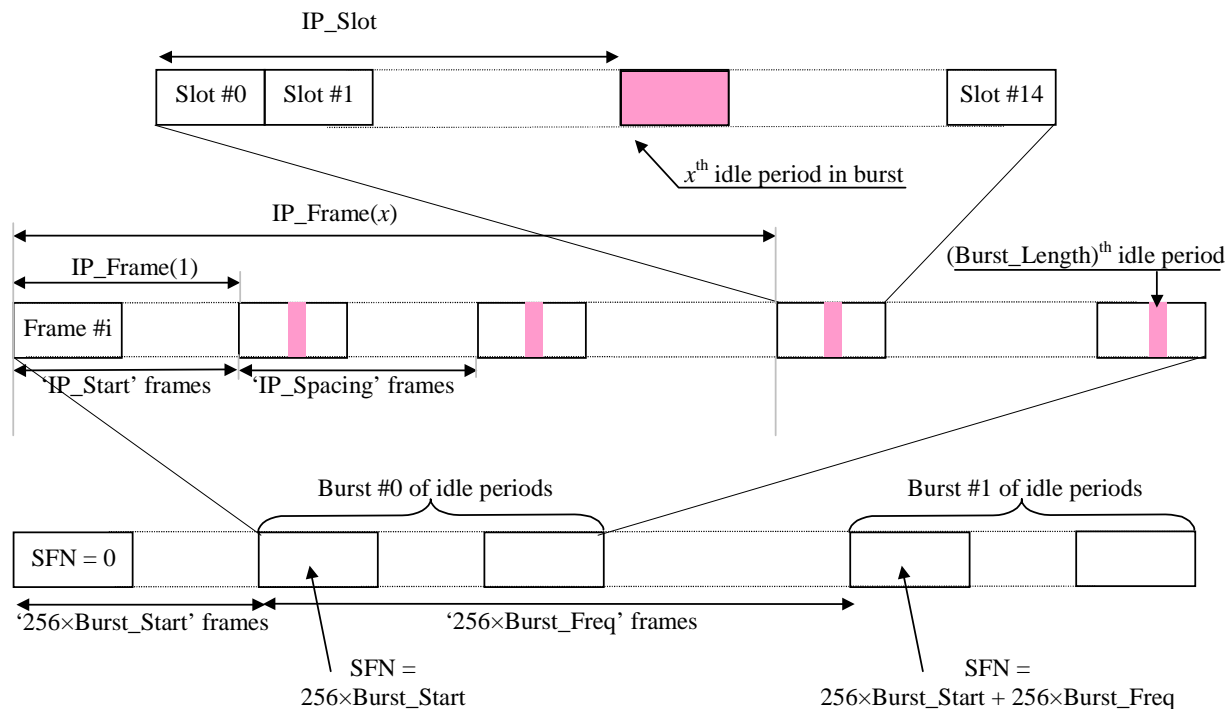 IP_Slot
Slot #0
Slot #1
Slot #14
xth idle period in burst
IP_Frame(x)
IP_Frame(1)
(Burst_Length)th idle period
Frame #i
‘IP_Start’ frames
‘IP_Spacing’ frames
Burst #0 of idle periods
Burst #1 of idle periods
SFN = 0
‘256×Burst_Start’ frames
‘256×Burst_Freq’ frames
SFN =
256×Burst_Start
SFN =
256×Burst_Start + 256×Burst_Freq